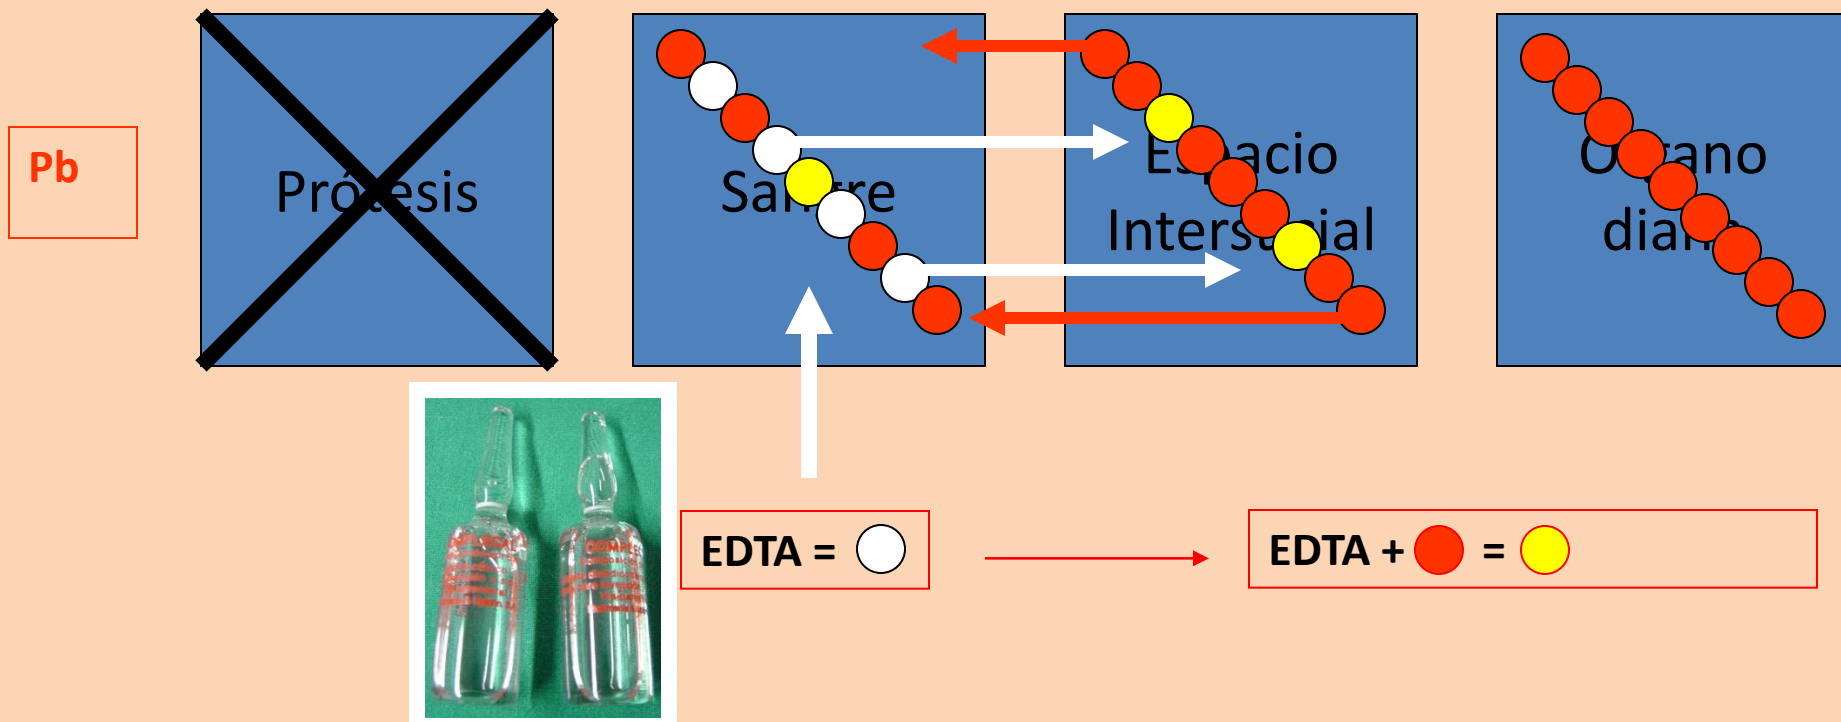 Pb
Prótesis
Sangre
Espacio
Intersticial
Órgano
diana
EDTA =
EDTA + =